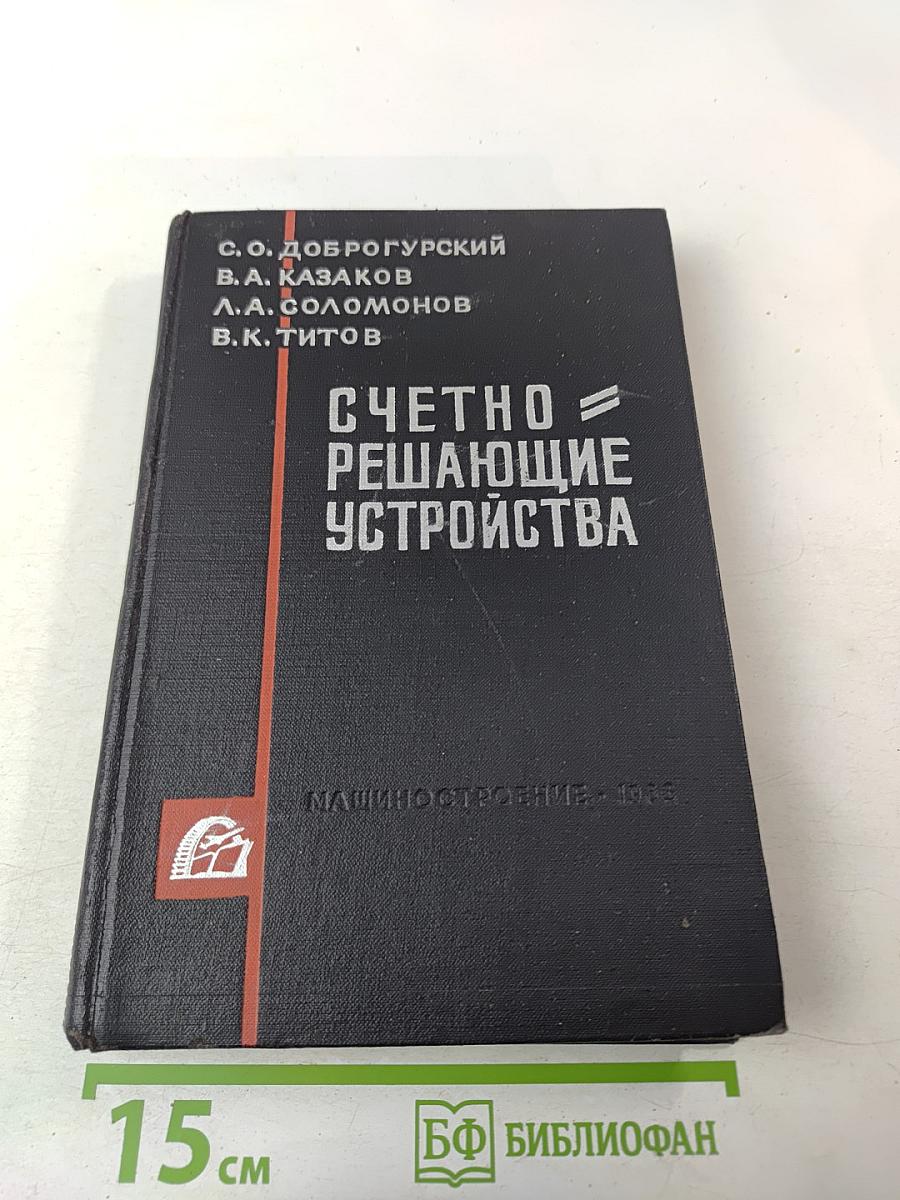 С. О. ДОБРОГУРСКИЙ
В. А. КАЗАКОВ
Л. А. СОЛОМОНОВ
В. К. ТИТОВ
СЧЕТНО =
РЕШАЮЩИЕ
УСТРОЙСТВА
МАШИНОСТРОЕНИЕ •
15 см
БФ БИБЛИОФАН